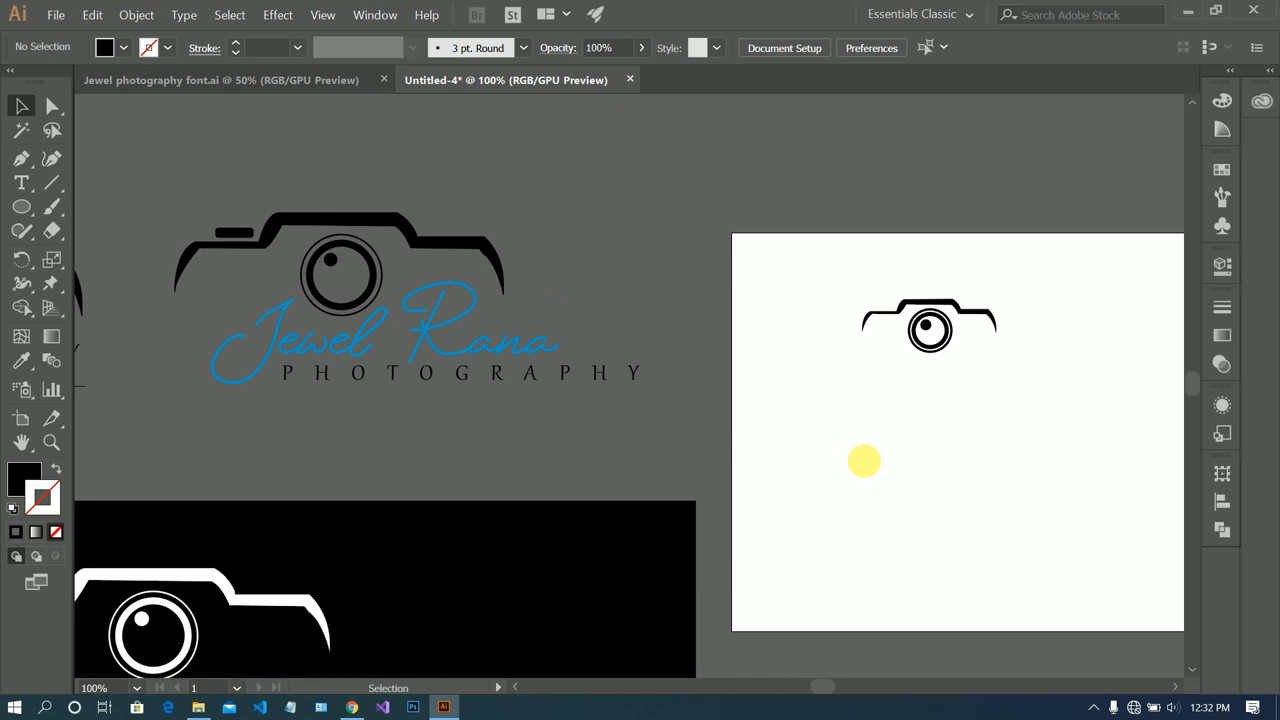 Ai File Edit Object Type Select Effect View Window Help Br St Essentials Classic Search Adobe Stock
No Selection Stroke: 3 pt. Round Opacity: 100% Style: Document Setup Preferences
Jewel photography font.ai @ 50% (RGB/GPU Preview) Untitled-4* @ 100% (RGB/GPU Preview)
Jewel Rana
PHOTOGRAPHY
100% 1 Selection
Ps Ai 12:32 PM